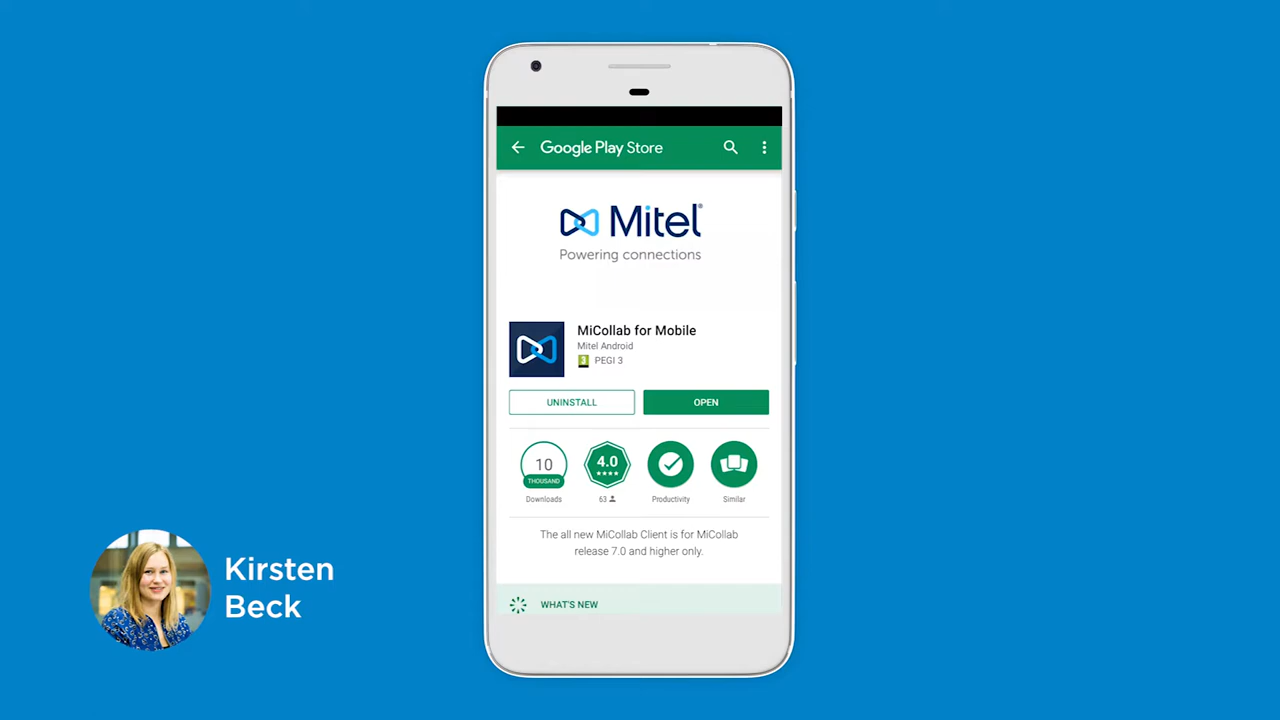 Google Play Store
Mitel®
Powering connections
MiCollab for Mobile
Mitel Android
3 PEGI 3
UNINSTALL
OPEN
10
THOUSAND
Downloads
4.0
63
Productivity
Similar
The all new MiCollab Client is for MiCollab
release 7.0 and higher only.
WHAT'S NEW
Kirsten
Beck